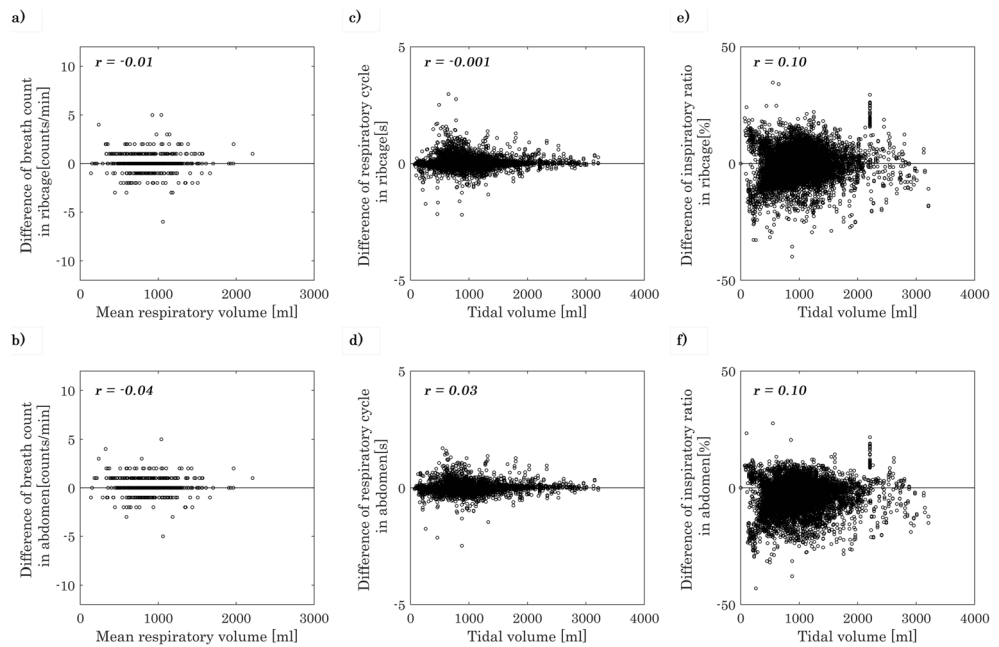 a)
Difference of breath count
in ribcage[counts/min]
10
5
0
-5
-10
r = -0.01
0
1000
2000
3000
Mean respiratory volume [ml]
c)
Difference of respiratory cycle
in ribcage[s]
5
0
-5
r = -0.001
0
1000
2000
3000
4000
Tidal volume [ml]
e)
Difference of inspiratory ratio
in ribcage[%]
50
0
-50
r = 0.10
0
1000
2000
3000
4000
Tidal volume [ml]
b)
Difference of breath count
in abdomen[counts/min]
10
5
0
-5
-10
r = -0.04
0
1000
2000
3000
Mean respiratory volume [ml]
d)
Difference of respiratory cycle
in abdomen[s]
5
0
-5
r = 0.03
0
1000
2000
3000
4000
Tidal volume [ml]
f)
Difference of inspiratory ratio
in abdomen[%]
50
0
-50
r = 0.10
0
1000
2000
3000
4000
Tidal volume [ml]